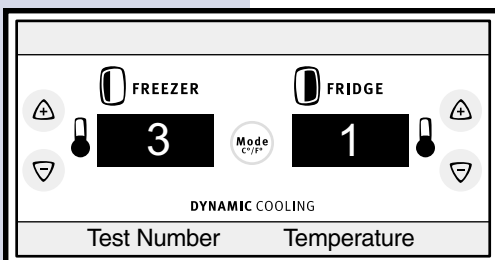 FREEZER FRIDGE
3 Mode 1
C°/F°
DYNAMIC COOLING
Test Number Temperature